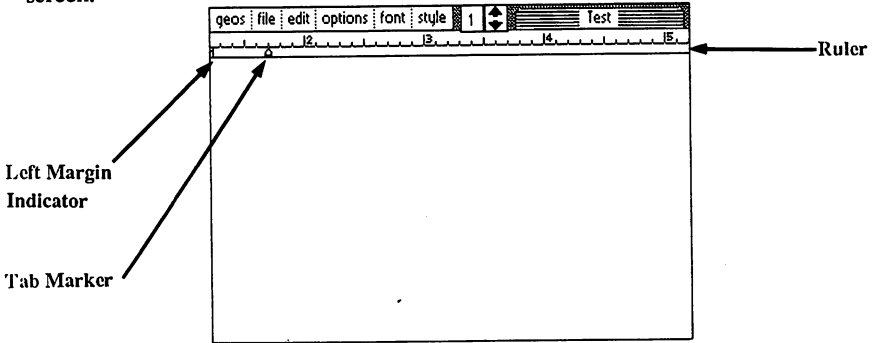 screen.
geos file edit options font style 1 Test
2 3 4 5
Ruler
Left Margin
Indicator
Tab Marker